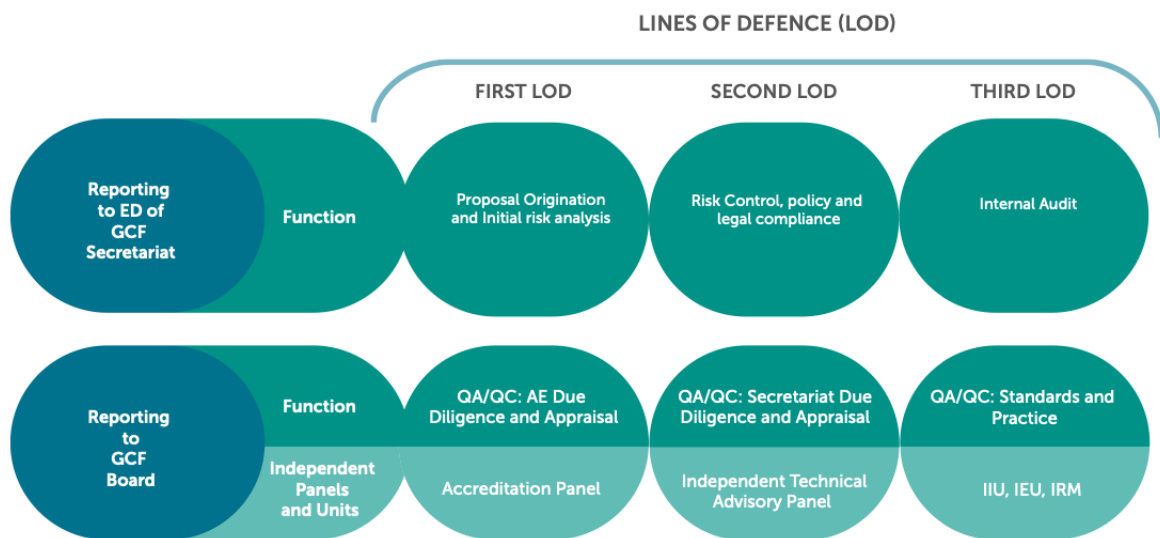 LINES OF DEFENCE (LOD)
FIRST LOD
SECOND LOD
THIRD LOD
Reporting
to ED of
GCF
Secretariat
Function
Proposal Origination
and Initial risk analysis
Risk Control, policy and
legal compliance
Internal Audit
Reporting
to
GCF
Board
Function
QA/QC: AE Due
Diligence and Appraisal
QA/QC: Secretariat Due
Diligence and Appraisal
QA/QC: Standards and
Practice
Independent
Panels
and Units
Accreditation Panel
Independent Technical
Advisory Panel
IIU, IEU, IRM